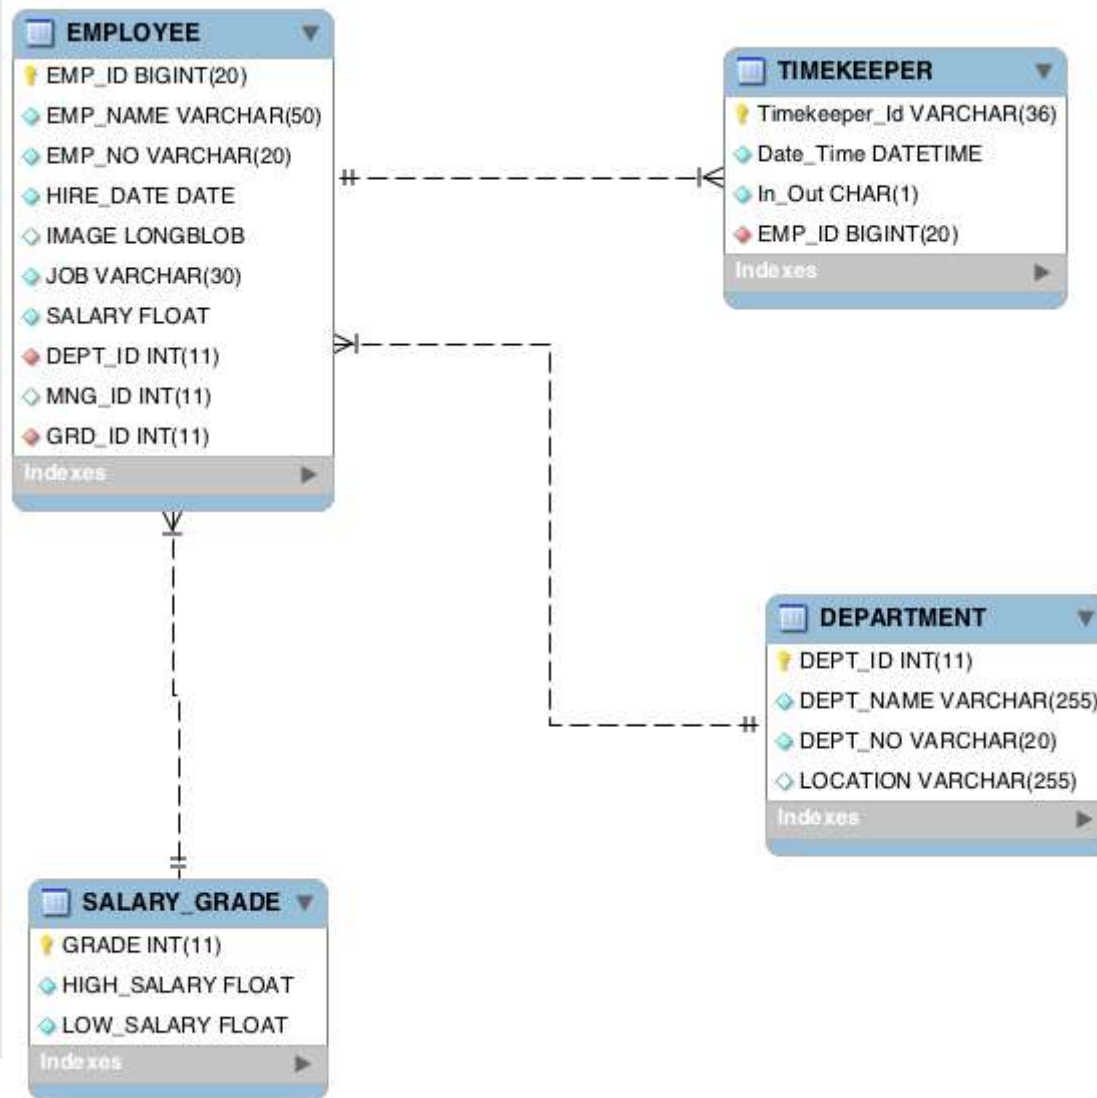 EMPLOYEE
EMP_ID BIGINT(20)
EMP_NAME VARCHAR(50)
EMP_NO VARCHAR(20)
HIRE_DATE DATE
IMAGE LONGBLOB
JOB VARCHAR(30)
SALARY FLOAT
DEPT_ID INT(11)
MNG_ID INT(11)
GRD_ID INT(11)
Indexes
TIMEKEEPER
Timekeeper_Id VARCHAR(36)
Date_Time DATETIME
In_Out CHAR(1)
EMP_ID BIGINT(20)
Indexes
DEPARTMENT
DEPT_ID INT(11)
DEPT_NAME VARCHAR(255)
DEPT_NO VARCHAR(20)
LOCATION VARCHAR(255)
Indexes
SALARY_GRADE
GRADE INT(11)
HIGH_SALARY FLOAT
LOW_SALARY FLOAT
Indexes